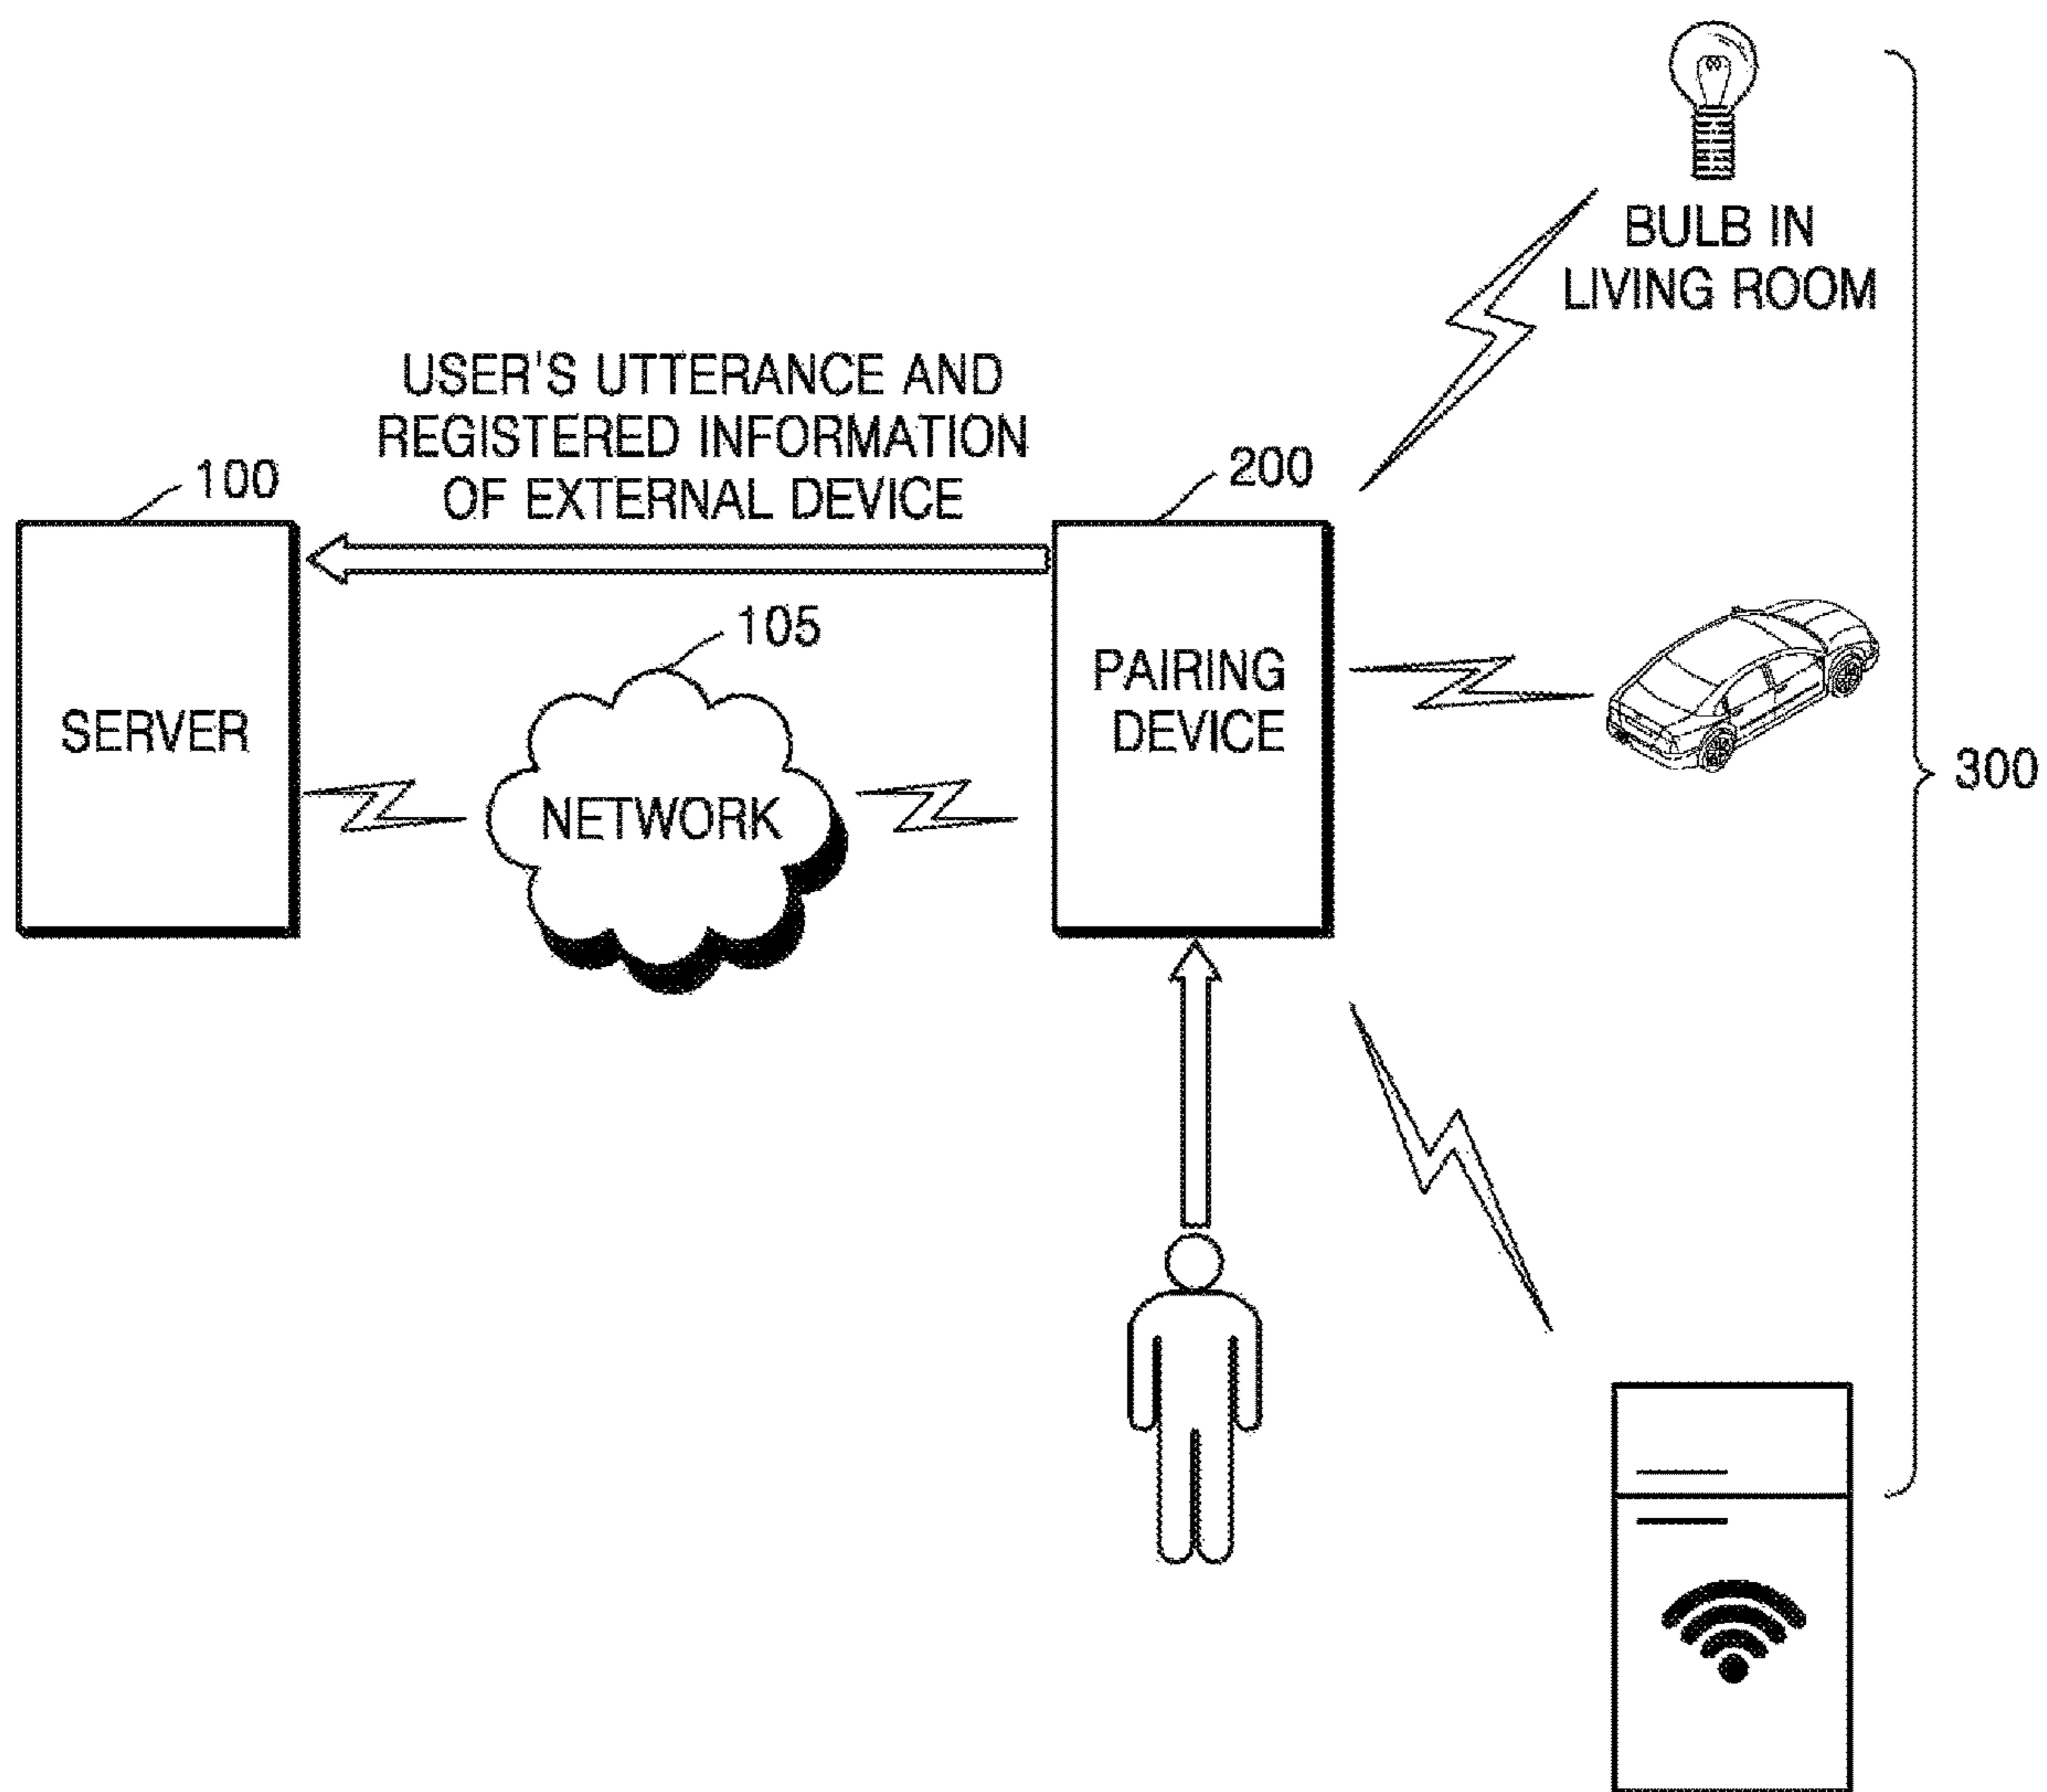 BULB IN
LIVING ROOM
USER'S UTTERANCE AND
REGISTERED INFORMATION
OF EXTERNAL DEVICE
100
200
105
SERVER
NETWORK
PAIRING
DEVICE
300